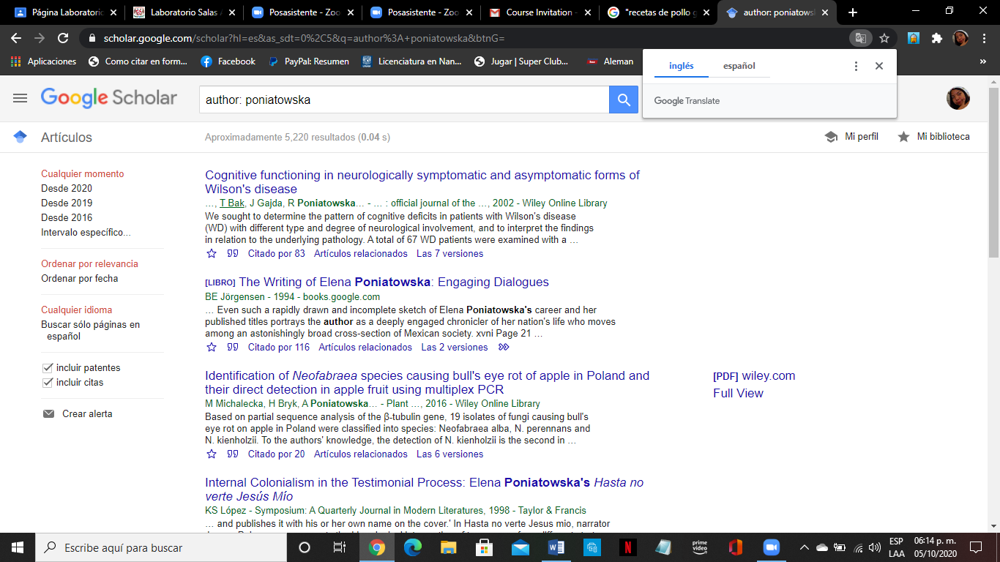 Página Laboratorio
Laboratorio Salas A
Posasistente - Zoo
Posasistente - Zoo
Course Invitation -
"recetas de pollo g
author: poniatowsk
scholar.google.com/scholar?hl=es&as_sdt=0%2C5&q=author%3A+poniatowska&btnG=
Aplicaciones
Como citar en form...
Facebook
PayPal: Resumen
Licenciatura en Nan...
Jugar | Super Club...
Aleman
»
inglés
español
Google Translate
Google Scholar
author: poniatowska
Artículos
Aproximadamente 5,220 resultados (0.04 s)
Mi perfil
Mi biblioteca
Cualquier momento
Desde 2020
Desde 2019
Desde 2016
Intervalo específico...
Ordenar por relevancia
Ordenar por fecha
Cualquier idioma
Buscar sólo páginas en
español
incluir patentes
incluir citas
Crear alerta
Cognitive functioning in neurologically symptomatic and asymptomatic forms of
Wilson's disease
…, T Bak, J Gajda, R Poniatowska… - … : official journal of the …, 2002 - Wiley Online Library
We sought to determine the pattern of cognitive deficits in patients with Wilson's disease
(WD) with different type and degree of neurological involvement, and to interpret the findings
in relation to the underlying pathology. A total of 67 WD patients were examined with a …
Citado por 83 Artículos relacionados Las 7 versiones
[LIBRO] The Writing of Elena Poniatowska: Engaging Dialogues
BE Jörgensen - 1994 - books.google.com
… Even such a rapidly drawn and incomplete sketch of Elena Poniatowska's career and her
published titles portrays the author as a deeply engaged chronicler of her nation's life who moves
among an astonishingly broad cross-section of Mexican society. xvni Page 21 …
Citado por 116 Artículos relacionados Las 2 versiones
Identification of Neofabraea species causing bull's eye rot of apple in Poland and
their direct detection in apple fruit using multiplex PCR
M Michalecka, H Bryk, A Poniatowska… - Plant …, 2016 - Wiley Online Library
Based on partial sequence analysis of the β-tubulin gene, 19 isolates of fungi causing bull's
eye rot on apple in Poland were classified into species: Neofabraea alba, N. perennans and
N. kienholzii. To the authors' knowledge, the detection of N. kienholzii is the second in …
Citado por 20 Artículos relacionados Las 6 versiones
[PDF] wiley.com
Full View
Internal Colonialism in the Testimonial Process: Elena Poniatowska's Hasta no
verte Jesús Mío
KS López - Symposium: A Quarterly Journal in Modern Literatures, 1998 - Taylor & Francis
… and publishes it with his or her own name on the cover.' In Hasta no verte Jesus mio, narrator
Escribe aquí para buscar
prime
video
ESP
LAA
06:14 p. m.
05/10/2020